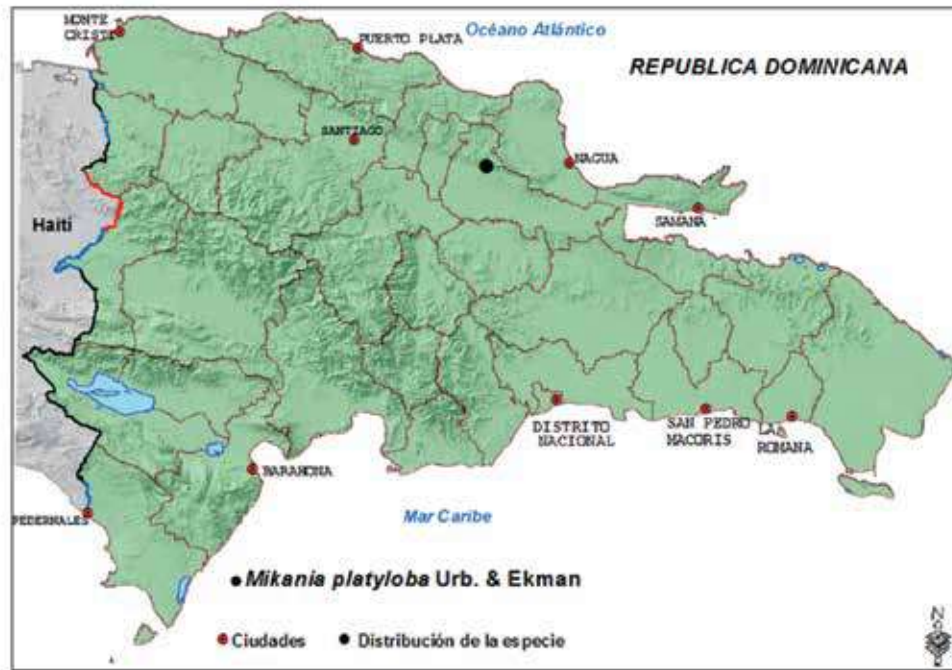 MONTE
CRISTI
PUERTO PLATA
Océano Atlántico
REPUBLICA DOMINICANA
SANTIAGO
NAGUA
SAMANA
Haití
DISTRITO
NACIONAL
SAN PEDRO
MACORIS
LA
ROMANA
BARAHONA
PEDERNALES
Mar Caribe
● Mikania platyloba Urb. & Ekman
Ciudades
Distribución de la especie